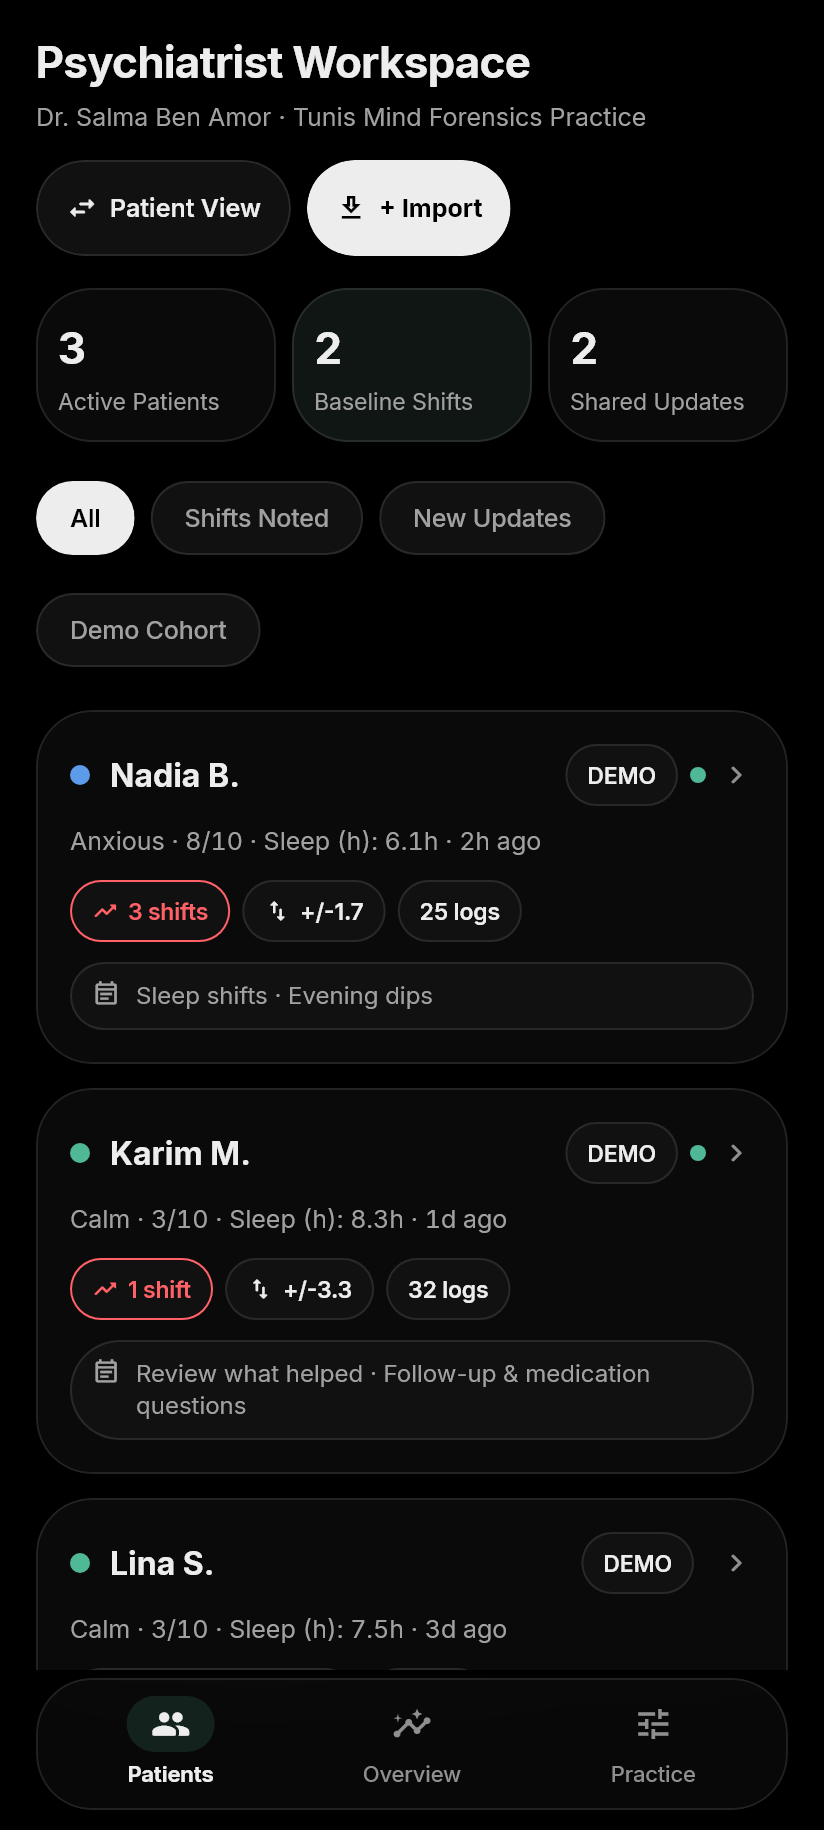 Psychiatrist Workspace
Dr. Salma Ben Amor · Tunis Mind Forensics Practice
Patient View
+ Import
3
Active Patients
2
Baseline Shifts
2
Shared Updates
All
Shifts Noted
New Updates
Demo Cohort
Nadia B.
DEMO
Anxious · 8/10 · Sleep (h): 6.1h · 2h ago
3 shifts
+/-1.7
25 logs
Sleep shifts · Evening dips
Karim M.
DEMO
Calm · 3/10 · Sleep (h): 8.3h · 1d ago
1 shift
+/-3.3
32 logs
Review what helped · Follow-up & medication
questions
Lina S.
DEMO
Calm · 3/10 · Sleep (h): 7.5h · 3d ago
Patients
Overview
Practice